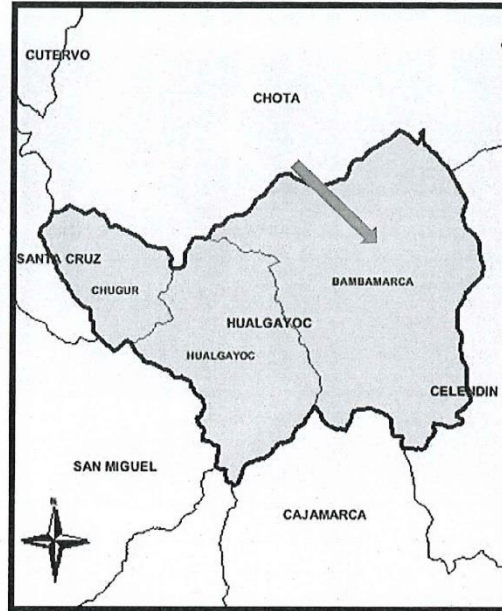 CUTERVO
CHOTA
SANTA CRUZ
CHUGUR
BAMBAMARCA
HUALGAYOC
HUALGAYOC
CELENDIN
SAN MIGUEL
CAJAMARCA
N